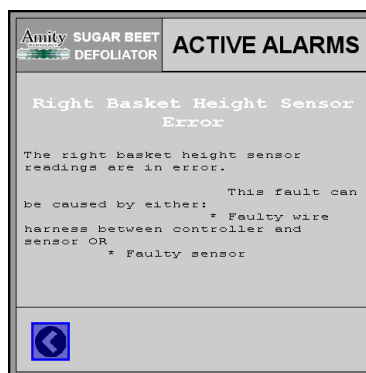 Amity SUGAR BEET
DEFOLIATOR
ACTIVE ALARMS
Right Basket Height Sensor
Error
The right basket height sensor
readings are in error.
This fault can
be caused by either:
* Faulty wire
harness between controller and
sensor OR
* Faulty sensor